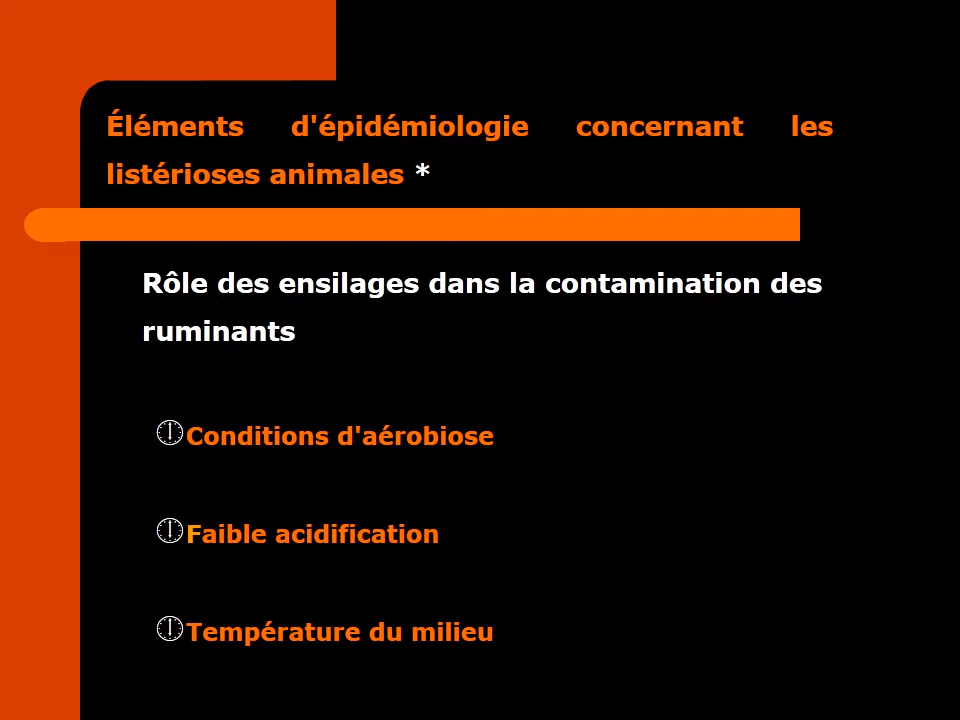 Éléments d'épidémiologie concernant les
listérioses animales *
Rôle des ensilages dans la contamination des
ruminants
Conditions d'aérobiose
Faible acidification
Température du milieu